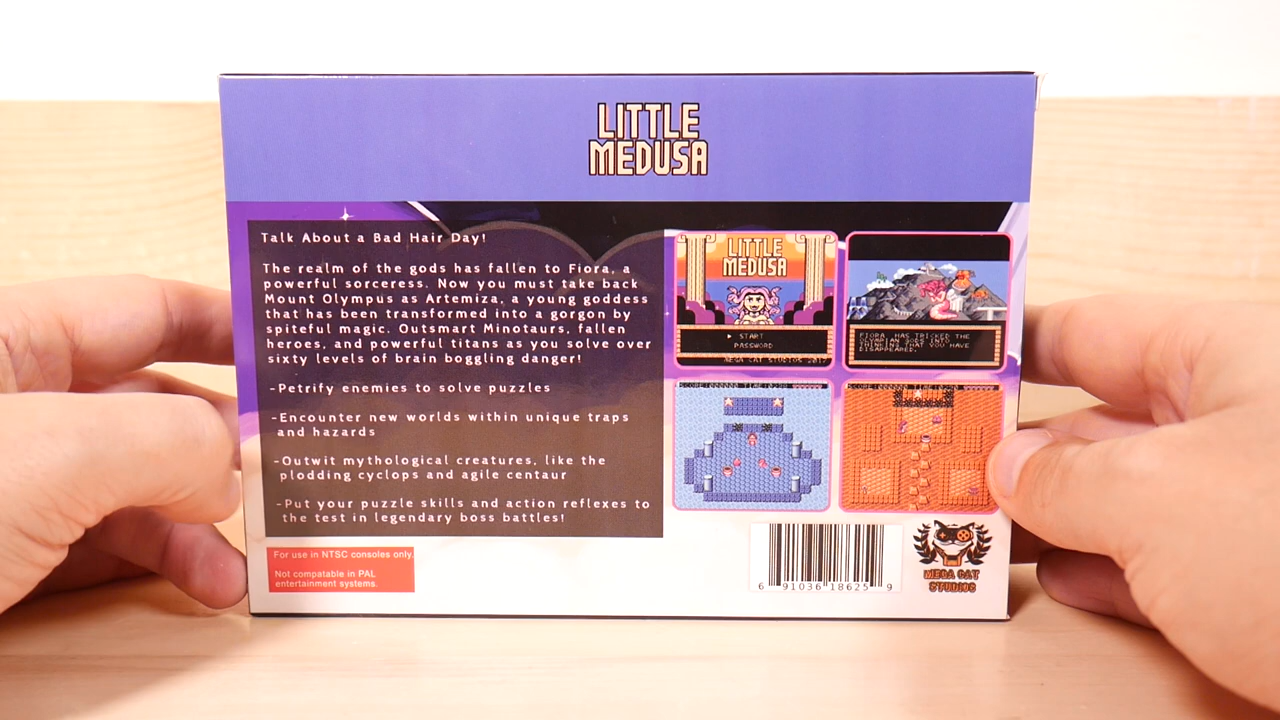 LITTLE
MEDUSA
Talk About a Bad Hair Day!
The realm of the gods has fallen to Fiora, a
powerful sorceress. Now you must take back
Mount Olympus as Artemiza, a young goddess
that has been transformed into a gorgon by
spiteful magic. Outsmart Minotaurs, fallen
heroes, and powerful titans as you solve over
sixty levels of brain boggling danger!
-Petrify enemies to solve puzzles
-Encounter new worlds within unique traps
and hazards
-Outwit mythological creatures, like the
plodding cyclops and agile centaur
-Put your puzzle skills and action reflexes to
the test in legendary boss battles!
For use in NTSC consoles only.
Not compatable in PAL
entertainment systems.
LITTLE
MEDUSA
START
PASSWORD
MEGA CAT STUDIOS 2017
FIORA HAS TRICKED THE
OLYMPIAN GODS INTO
THINKING THAT YOU HAVE
DISAPPEARED.
6 91036 18625 9
MEGA CAT
STUDIOS